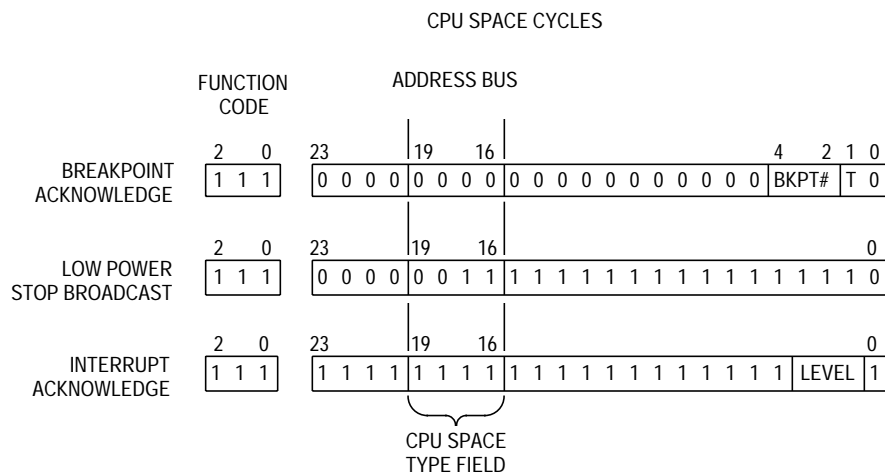 CPU SPACE CYCLES
FUNCTION CODE
ADDRESS BUS
2 0 23 19 16 4 2 1 0
BREAKPOINT ACKNOWLEDGE
1 1 1 0 0 0 0 0 0 0 0 0 0 0 0 0 0 0 0 0 0 0 BKPT# T 0
2 0 23 19 16 0
LOW POWER STOP BROADCAST
1 1 1 0 0 0 0 0 0 1 1 1 1 1 1 1 1 1 1 1 1 1 1 1 1 1 0
2 0 23 19 16 0
INTERRUPT ACKNOWLEDGE
1 1 1 1 1 1 1 1 1 1 1 1 1 1 1 1 1 1 1 1 1 1 1 LEVEL 1
CPU SPACE TYPE FIELD